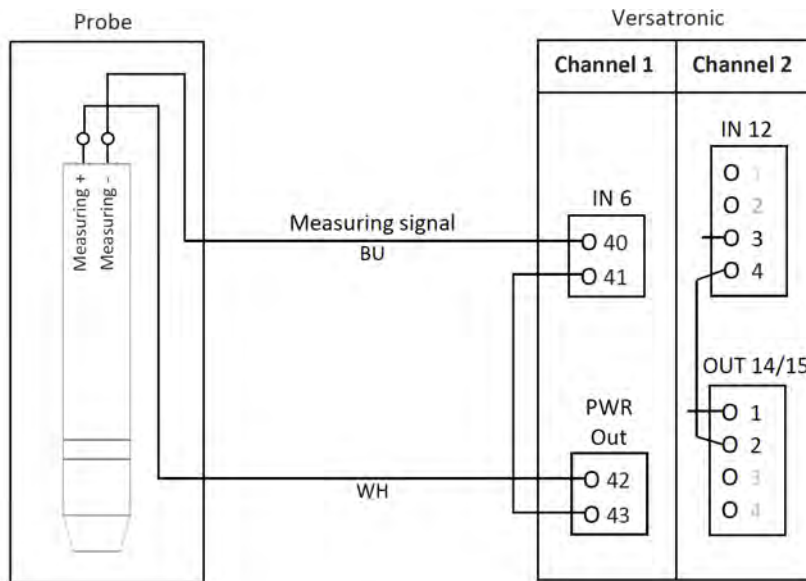 Probe
Measuring +
Measuring -
Measuring signal
BU
WH
Versatronic
Channel 1
Channel 2
IN 6
40
41
PWR
Out
42
43
IN 12
1
2
3
4
OUT 14/15
1
2
3
4